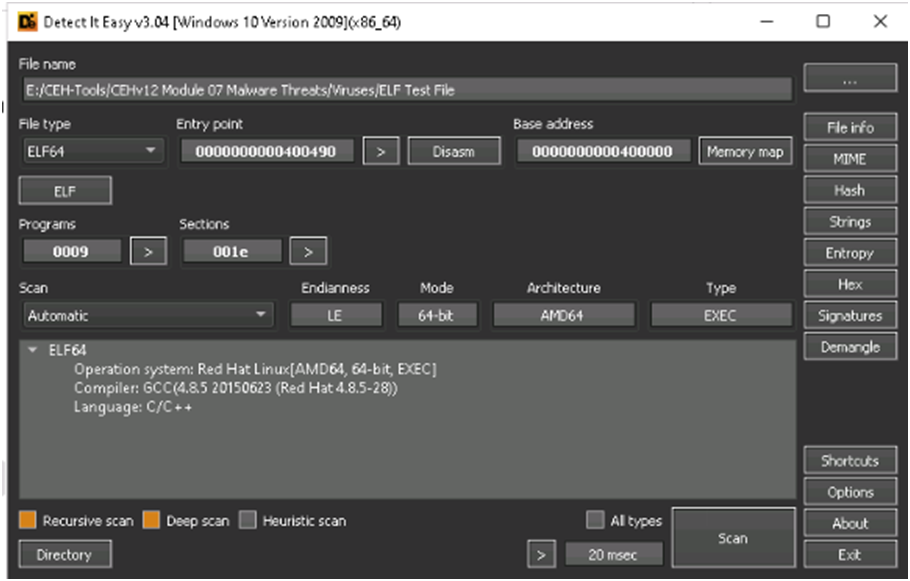 Detect It Easy v3.04 [Windows 10 Version 2009](x86_64)
File name
E:/CEH-Tools/CEHv12 Module 07 Malware Threats/Viruses/ELF Test File
...
File type Entry point Base address
ELF64 0000000000400490 > Disasm 0000000000400000 Memory map
File info
MIME
ELF
Hash
Programs Sections
Strings
0009 > 001e >
Entropy
Scan Endianness Mode Architecture Type
Hex
Automatic LE 64-bit AMD64 EXEC
Signatures
Demangle
ELF64
Operation system: Red Hat Linux[AMD64, 64-bit, EXEC]
Compiler: GCC(4.8.5 20150623 (Red Hat 4.8.5-28))
Language: C/C++
Shortcuts
Options
Recursive scan Deep scan Heuristic scan All types
Scan
About
Directory > 20 msec
Exit